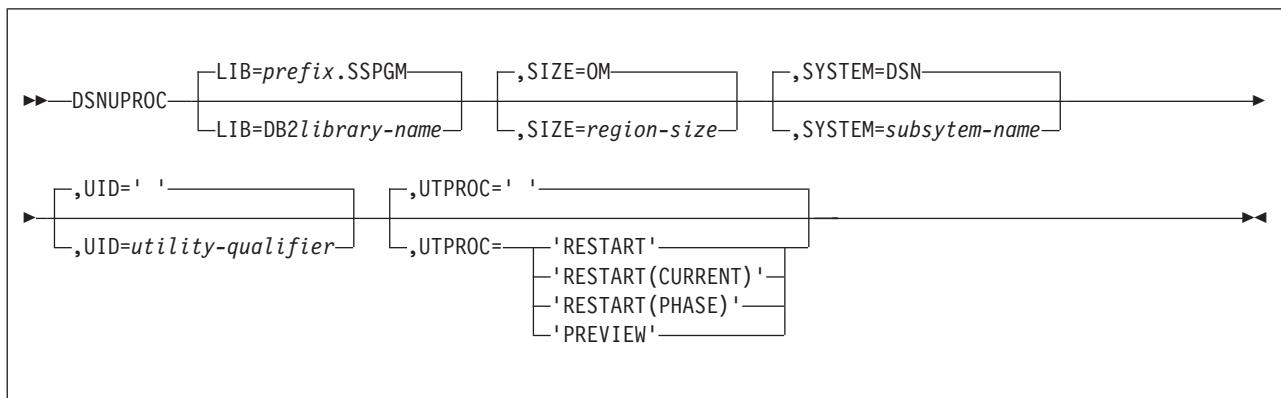 LIB=prefix.SSPGM ,SIZE=OM ,SYSTEM=DSN
DSNUPROC
LIB=DB2library-name ,SIZE=region-size ,SYSTEM=subsytem-name
,UID=' ' ,UTPROC=' '
,UID=utility-qualifier ,UTPROC= 'RESTART'
'RESTART(CURRENT)'
'RESTART(PHASE)'
'PREVIEW'